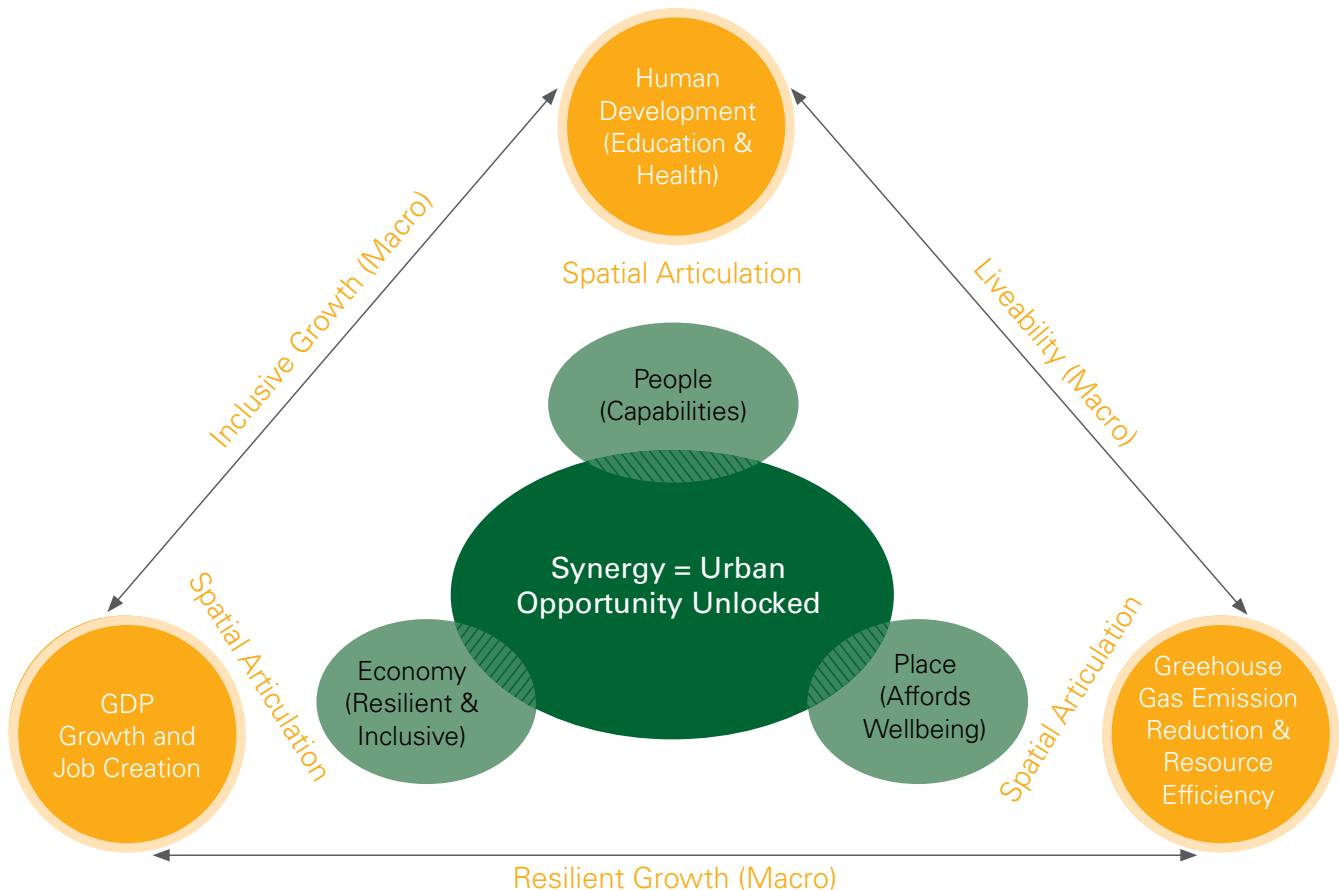 Human
Development
(Education &
Health)
Inclusive Growth (Macro)
Liveability (Macro)
Spatial Articulation
People
(Capabilities)
Synergy = Urban
Opportunity Unlocked
Spatial Articulation
Economy
(Resilient &
Inclusive)
Place
(Affords
Wellbeing)
Spatial Articulation
GDP
Growth and
Job Creation
Greehouse
Gas Emission
Reduction &
Resource
Efficiency
Resilient Growth (Macro)